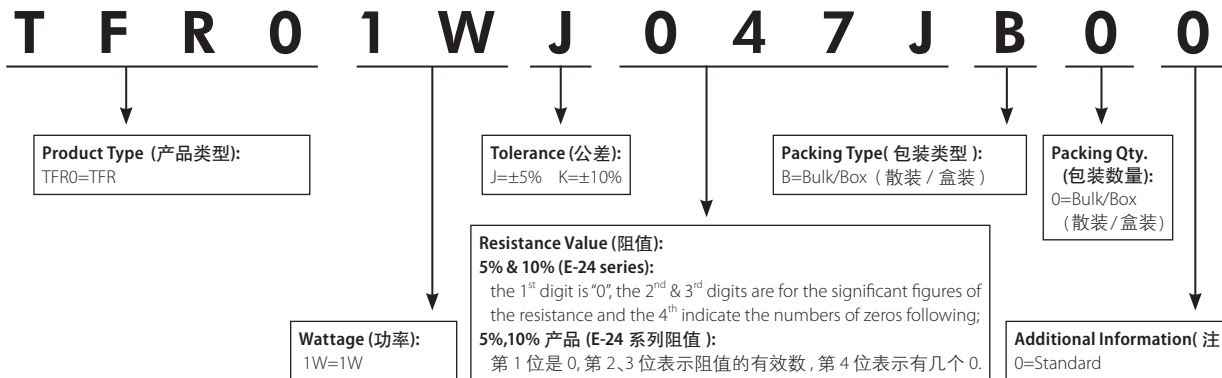 T F R 0 1 W J 0 4 7 J B 0 0
Product Type (产品类型):
TFR0=TFR
Tolerance (公差):
J=±5% K=±10%
Packing Type( 包装类型 ):
B=Bulk/Box ( 散装 / 盒装 )
Packing Qty.
(包装数量):
0=Bulk/Box
(散装/盒装)
Resistance Value (阻值):
5% & 10% (E-24 series):
the 1st digit is "0", the 2nd & 3rd digits are for the significant figures of
the resistance and the 4th indicate the numbers of zeros following;
5%,10% 产品 (E-24 系列阻值 ):
第 1 位是 0, 第 2、3 位表示阻值的有效数 , 第 4 位表示有几个 0.
Wattage (功率):
1W=1W
Additional Information( 注
0=Standard